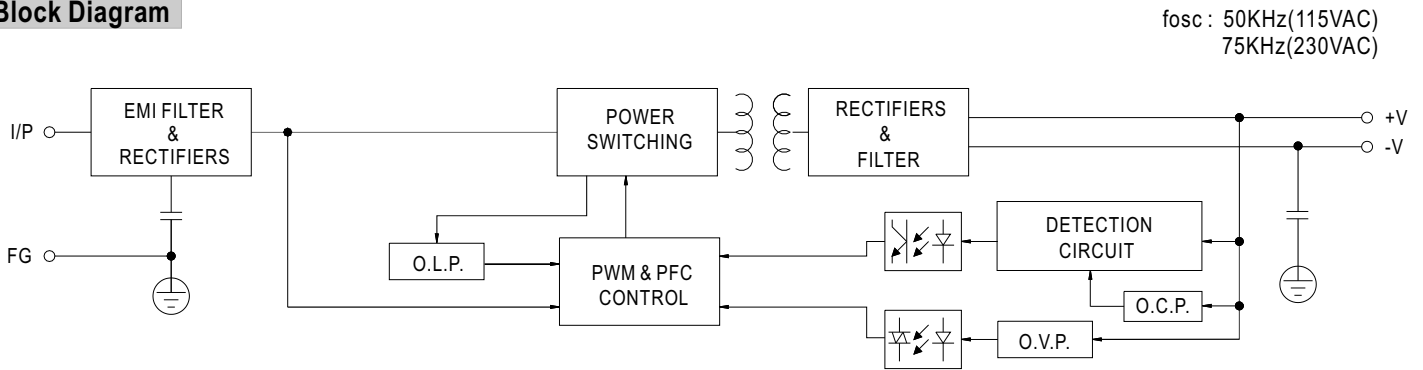 Block Diagram
fosc : 50KHz(115VAC)
75KHz(230VAC)
I/P
EMI FILTER
&
RECTIFIERS
POWER
SWITCHING
RECTIFIERS
&
FILTER
+V
-V
FG
O.L.P.
PWM & PFC
CONTROL
DETECTION
CIRCUIT
O.C.P.
O.V.P.